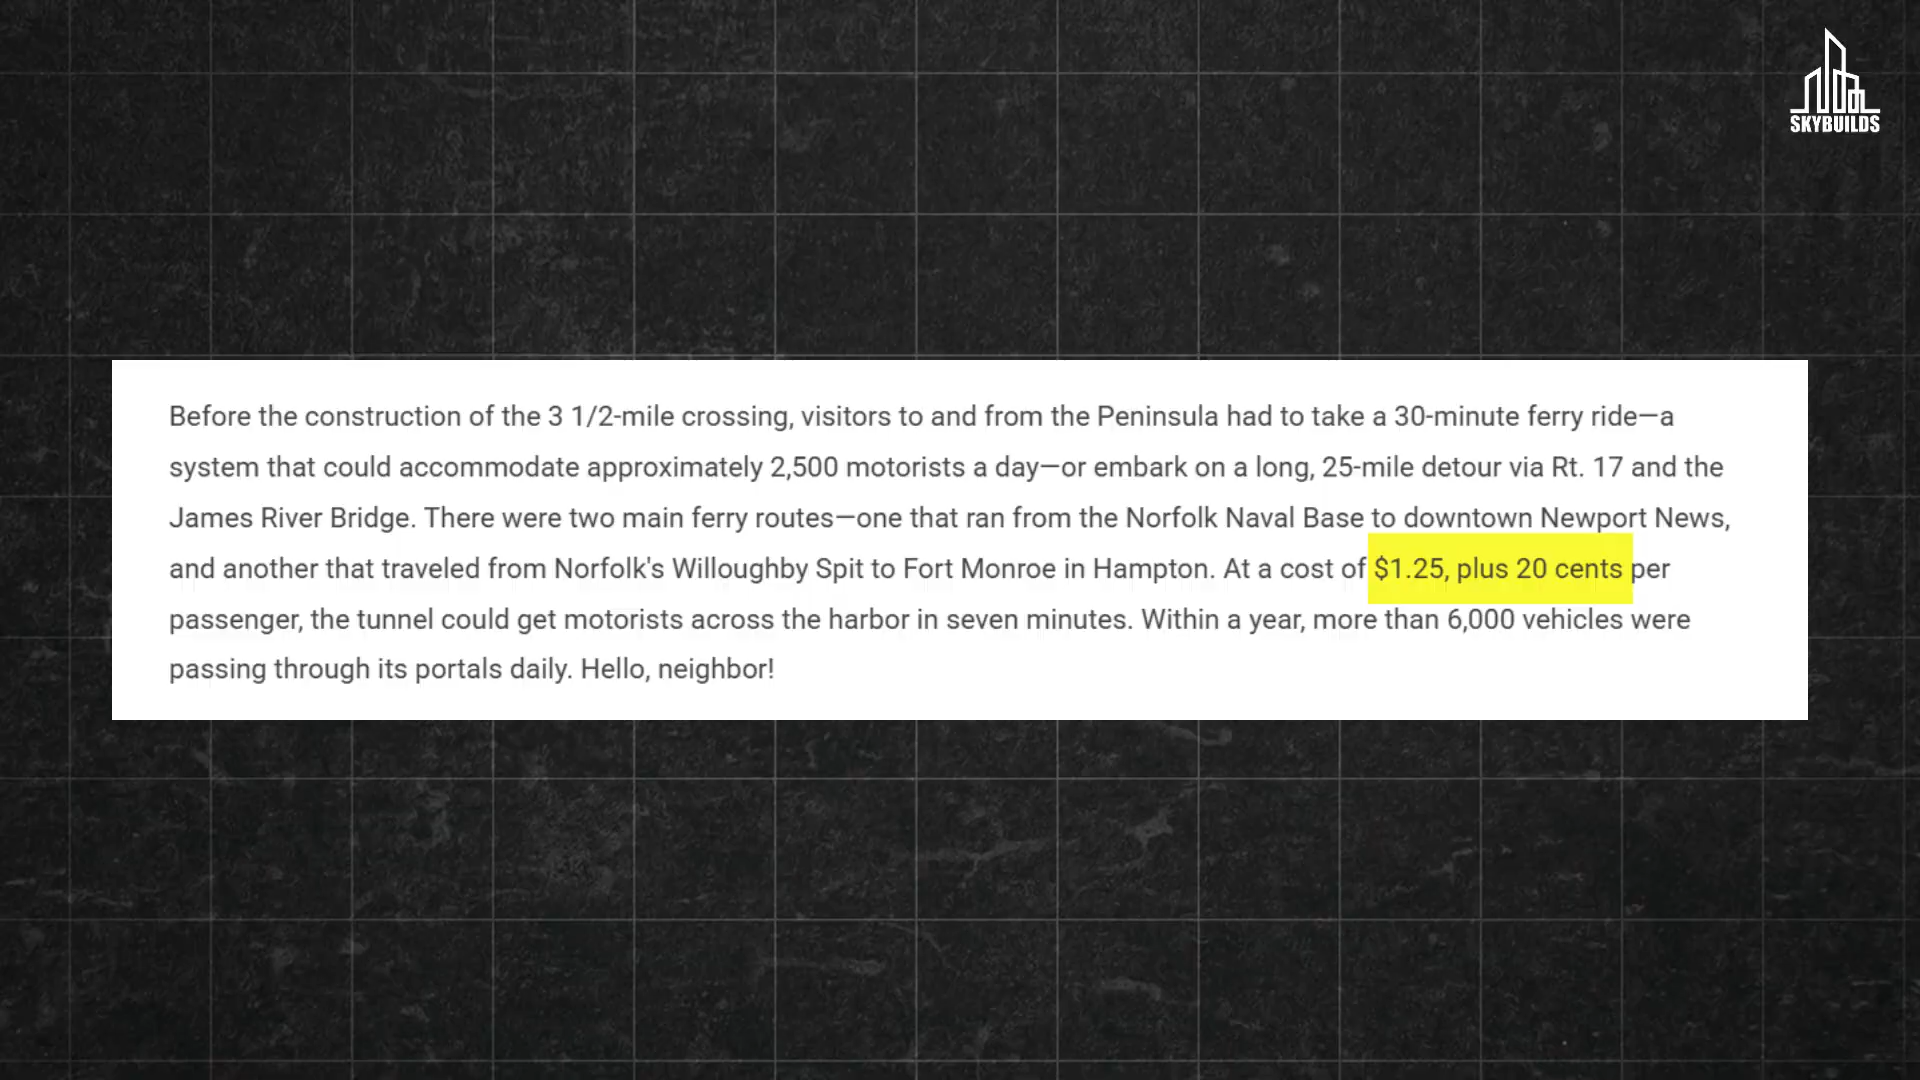 SKYBUILDS
Before the construction of the 3 1/2-mile crossing, visitors to and from the Peninsula had to take a 30-minute ferry ride—a
system that could accommodate approximately 2,500 motorists a day—or embark on a long, 25-mile detour via Rt. 17 and the
James River Bridge. There were two main ferry routes—one that ran from the Norfolk Naval Base to downtown Newport News,
and another that traveled from Norfolk's Willoughby Spit to Fort Monroe in Hampton. At a cost of $1.25, plus 20 cents per
passenger, the tunnel could get motorists across the harbor in seven minutes. Within a year, more than 6,000 vehicles were
passing through its portals daily. Hello, neighbor!